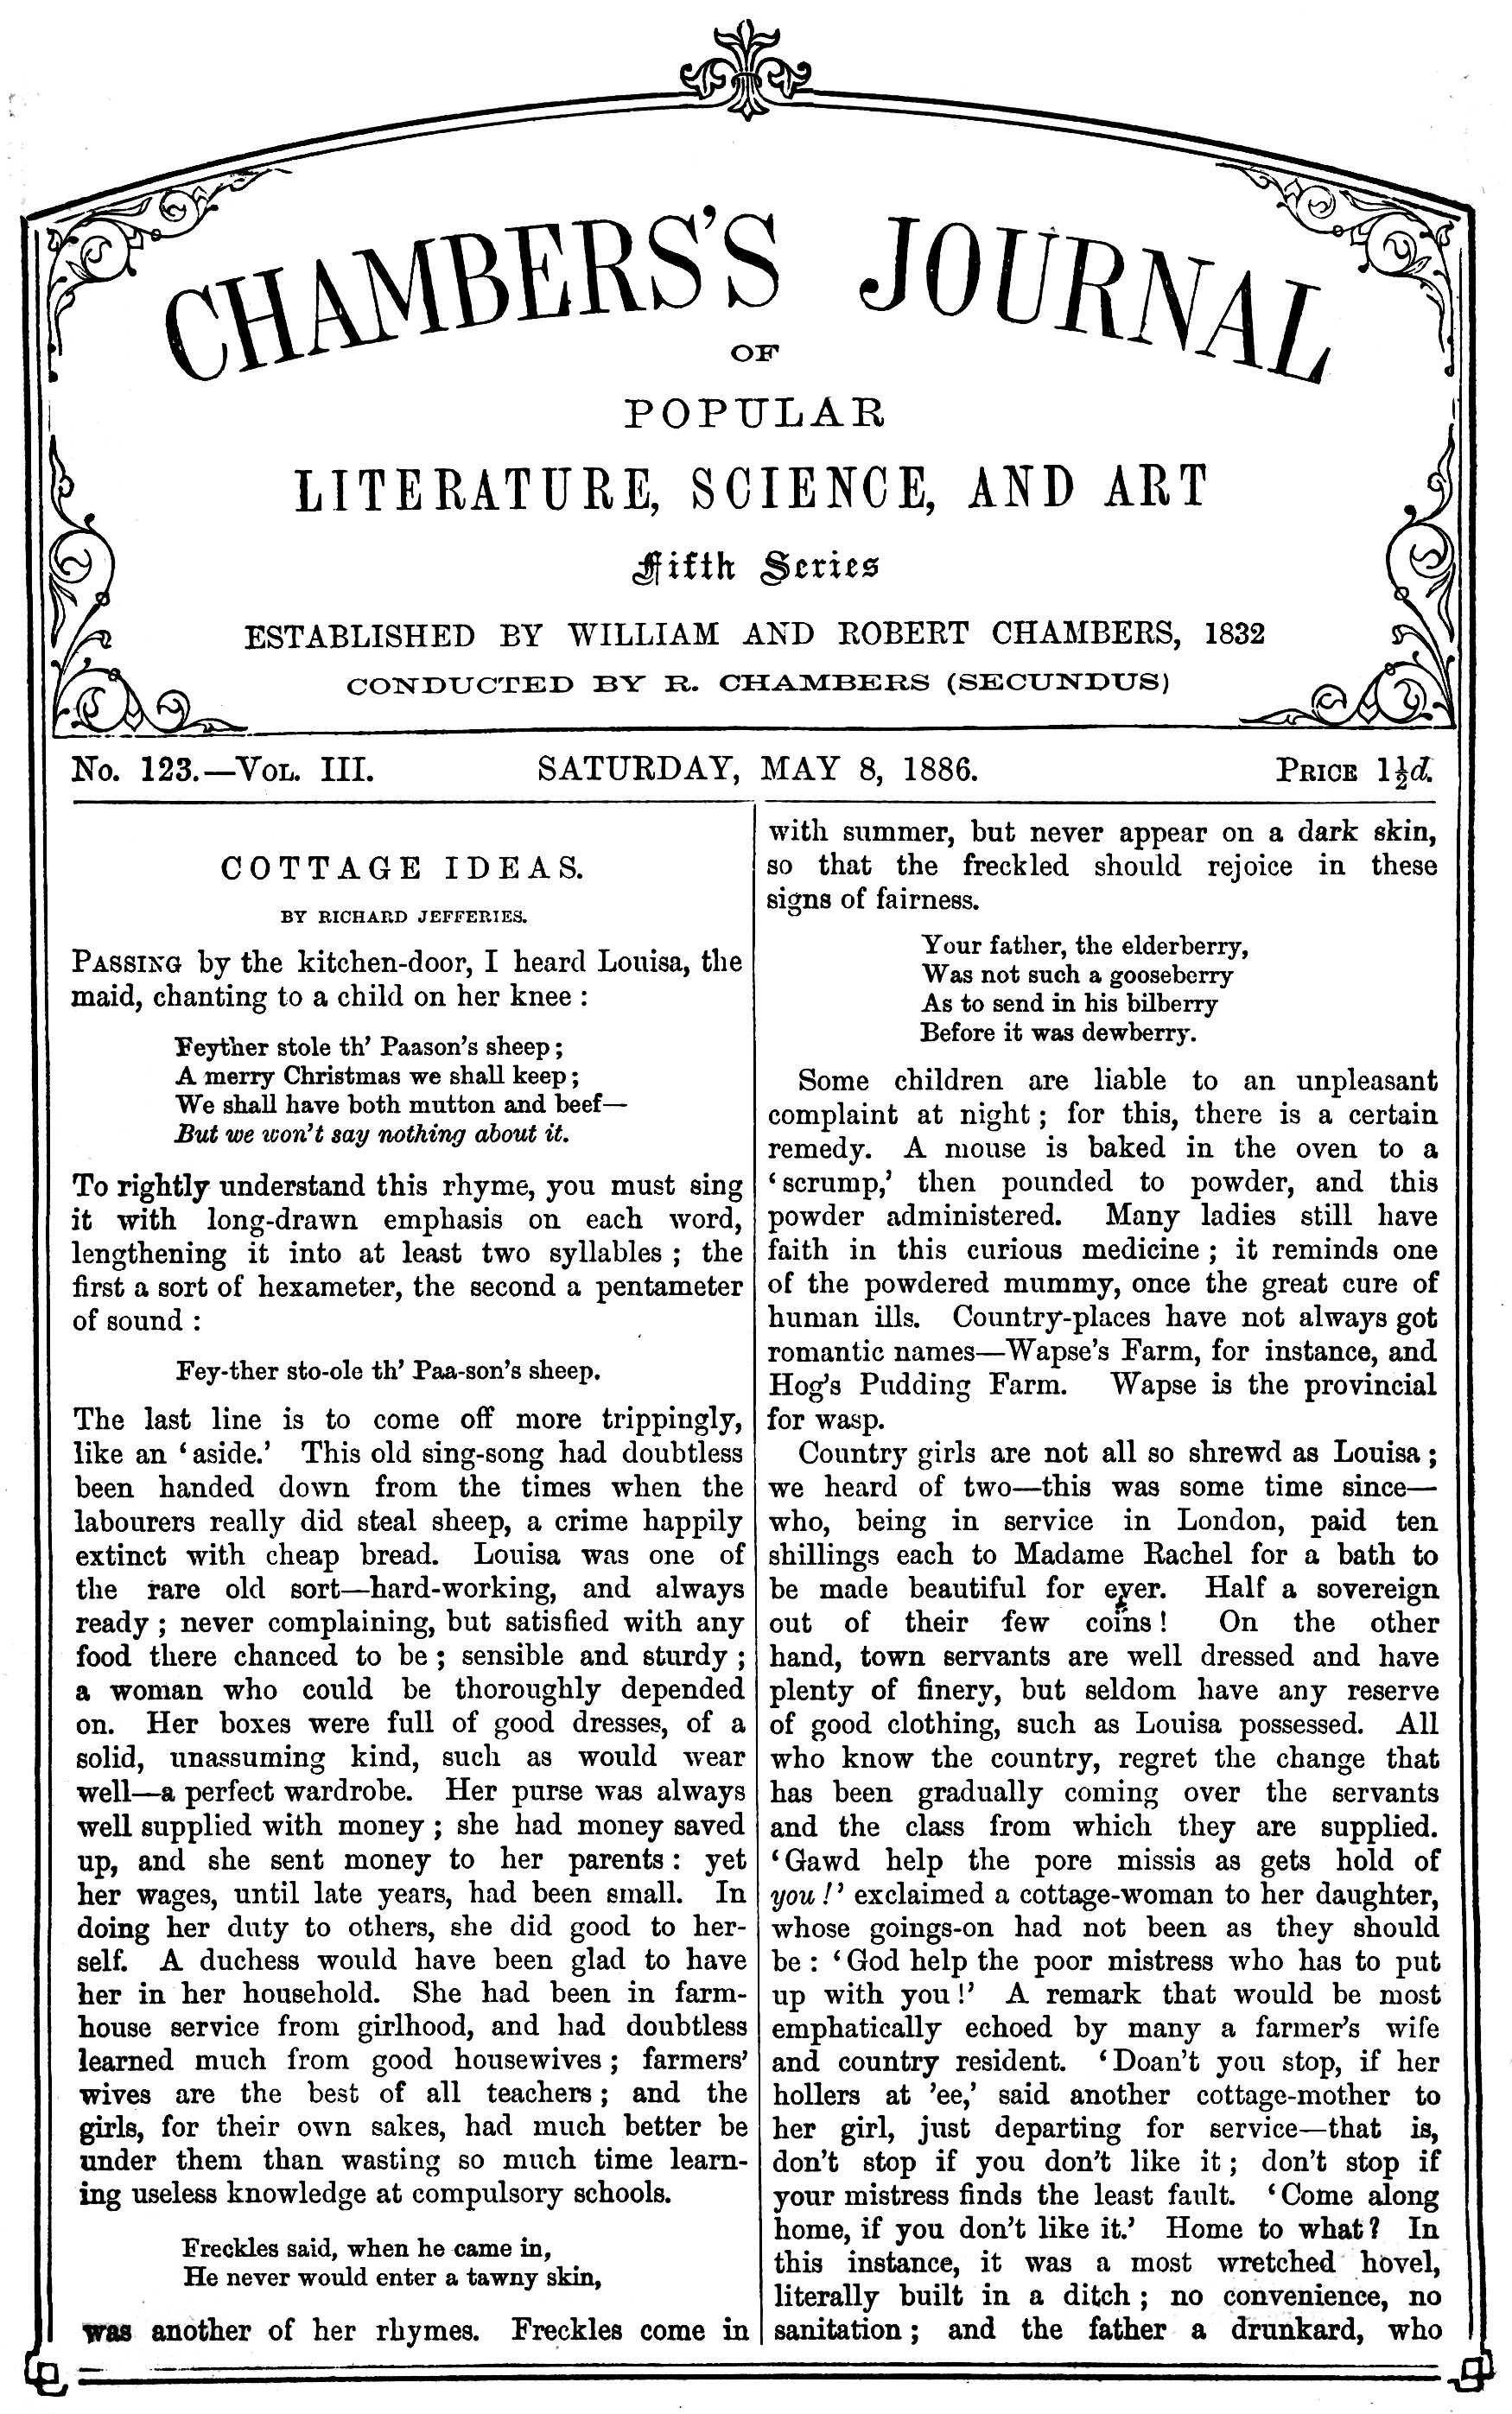 CHAMBERS'S JOURNAL
OF
POPULAR
LITERATURE, SCIENCE, AND ART
Fifth Series
ESTABLISHED BY WILLIAM AND ROBERT CHAMBERS, 1832
CONDUCTED BY R. CHAMBERS (SECUNDUS)
No. 123.—Vol. III. SATURDAY, MAY 8, 1886. Price 1½d.
COTTAGE IDEAS.
BY RICHARD JEFFERIES.
Passing by the kitchen-door, I heard Louisa, the
maid, chanting to a child on her knee:
Feyther stole th' Paason's sheep;
A merry Christmas we shall keep;
We shall have both mutton and beef—
But we won't say nothing about it.
To rightly understand this rhyme, you must sing
it with long-drawn emphasis on each word,
lengthening it into at least two syllables; the
first a sort of hexameter, the second a pentameter
of sound:
Fey-ther sto-ole th' Paa-son's sheep.
The last line is to come off more trippingly,
like an 'aside.' This old sing-song had doubtless
been handed down from the times when the
labourers really did steal sheep, a crime happily
extinct with cheap bread. Louisa was one of
the rare old sort—hard-working, and always
ready; never complaining, but satisfied with any
food there chanced to be; sensible and sturdy;
a woman who could be thoroughly depended
on. Her boxes were full of good dresses, of a
solid, unassuming kind, such as would wear
well—a perfect wardrobe. Her purse was always
well supplied with money; she had money saved
up, and she sent money to her parents: yet
her wages, until late years, had been small. In
doing her duty to others, she did good to her-
self. A duchess would have been glad to have
her in her household. She had been in farm-
house service from girlhood, and had doubtless
learned much from good housewives; farmers'
wives are the best of all teachers; and the
girls, for their own sakes, had much better be
under them than wasting so much time learn-
ing useless knowledge at compulsory schools.
Freckles said, when he came in,
He never would enter a tawny skin,
was another of her rhymes. Freckles come in
with summer, but never appear on a dark skin,
so that the freckled should rejoice in these
signs of fairness.
Your father, the elderberry,
Was not such a gooseberry
As to send in his bilberry
Before it was dewberry.
Some children are liable to an unpleasant
complaint at night; for this, there is a certain
remedy. A mouse is baked in the oven to a
'scrump,' then pounded to powder, and this
powder administered. Many ladies still have
faith in this curious medicine; it reminds one
of the powdered mummy, once the great cure of
human ills. Country-places have not always got
romantic names—Wapse's Farm, for instance, and
Hog's Pudding Farm. Wapse is the provincial
for wasp.
Country girls are not all so shrewd as Louisa;
we heard of two—this was some time since—
who, being in service in London, paid ten
shillings each to Madame Rachel for a bath to
be made beautiful for ever. Half a sovereign
out of their few coins! On the other
hand, town servants are well dressed and have
plenty of finery, but seldom have any reserve
of good clothing, such as Louisa possessed. All
who know the country, regret the change that
has been gradually coming over the servants
and the class from which they are supplied.
'Gawd help the pore missis as gets hold of
you!' exclaimed a cottage-woman to her daughter,
whose goings-on had not been as they should
be: 'God help the poor mistress who has to put
up with you!' A remark that would be most
emphatically echoed by many a farmer's wife
and country resident. 'Doan't you stop, if her
hollers at 'ee,' said another cottage-mother to
her girl, just departing for service—that is,
don't stop if you don't like it; don't stop if
your mistress finds the least fault. 'Come along
home, if you don't like it.' Home to what? In
this instance, it was a most wretched hovel,
literally built in a ditch; no convenience, no
sanitation; and the father a drunkard, who